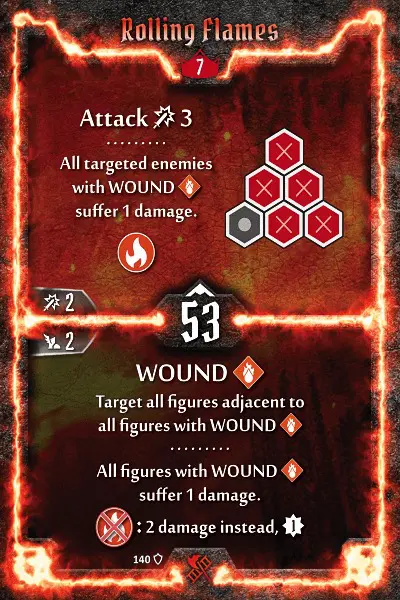 Rolling Flames
7
Attack 3
All targeted enemies
with WOUND
suffer 1 damage.
2
53
2
WOUND
Target all figures adjacent to
all figures with WOUND
All figures with WOUND
suffer 1 damage.
: 2 damage instead, 1
140